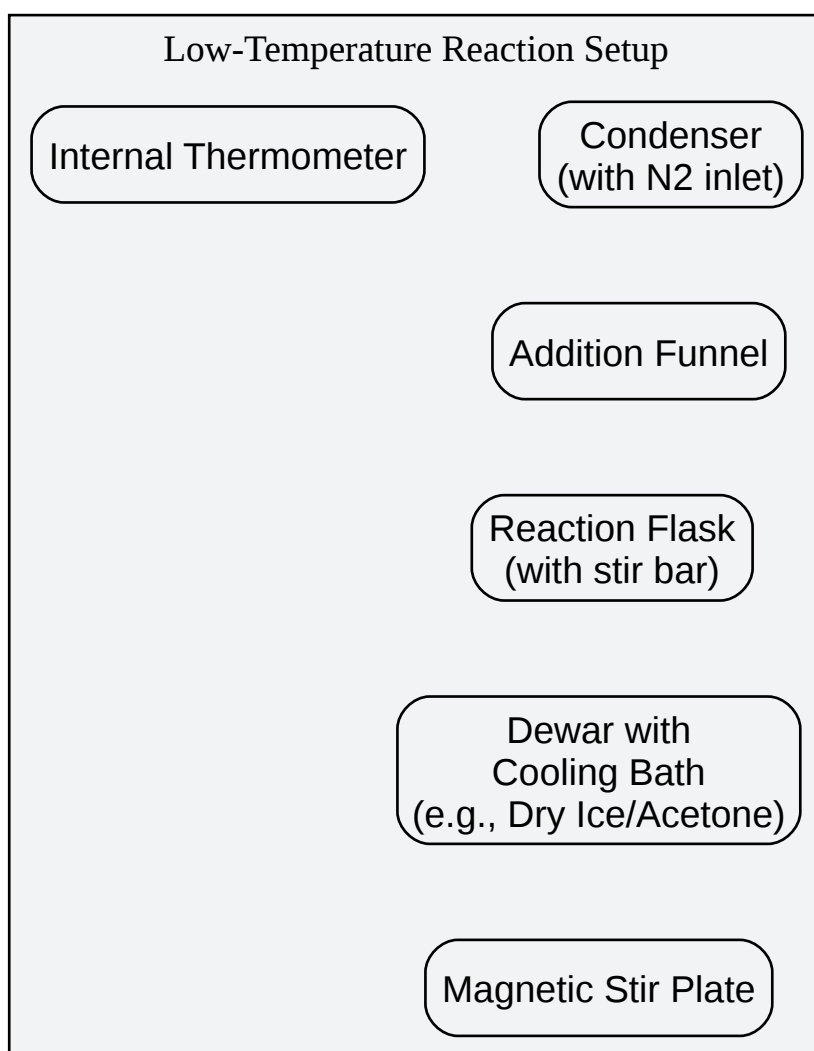 Low-Temperature Reaction Setup
Internal Thermometer
Condenser
(with N2 inlet)
Addition Funnel
Reaction Flask
(with stir bar)
Dewar with
Cooling Bath
(e.g., Dry Ice/Acetone)
Magnetic Stir Plate